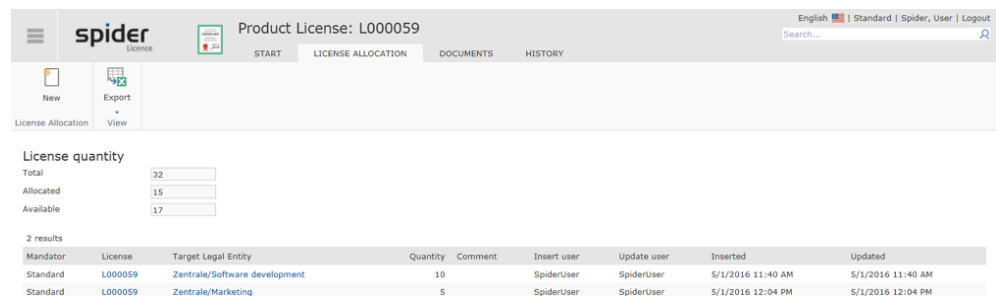 English | Standard | Spider, User | Logout
spider
Licence
Product License: L000059
Search...
START LICENSE ALLOCATION DOCUMENTS HISTORY
New Export
License Allocation View
License quantity
Total 32
Allocated 15
Available 17
2 results
Mandator License Target Legal Entity Quantity Comment Insert user Update user Inserted Updated
Standard L000059 Zentrale/Software development 10 SpiderUser SpiderUser 5/1/2016 11:40 AM 5/1/2016 11:40 AM
Standard L000059 Zentrale/Marketing 5 SpiderUser SpiderUser 5/1/2016 12:04 PM 5/1/2016 12:04 PM